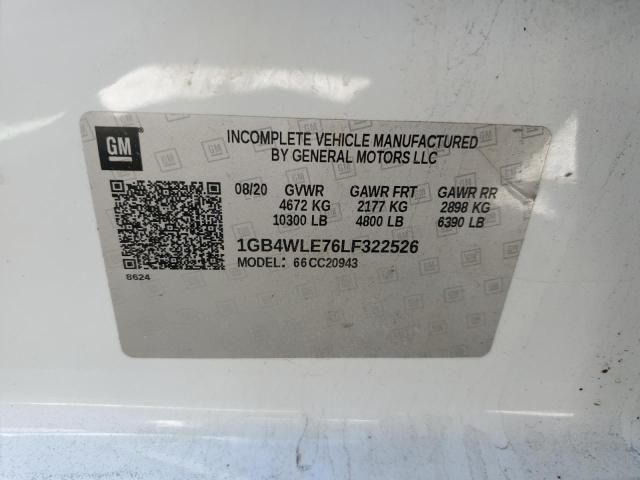 GM
INCOMPLETE VEHICLE MANUFACTURED
BY GENERAL MOTORS LLC
08/20 GVWR GAWR FRT GAWR RR
4672 KG 2177 KG 2898 KG
10300 LB 4800 LB 6390 LB
1GB4WLE76LF322526
MODEL: 66CC20943
8624